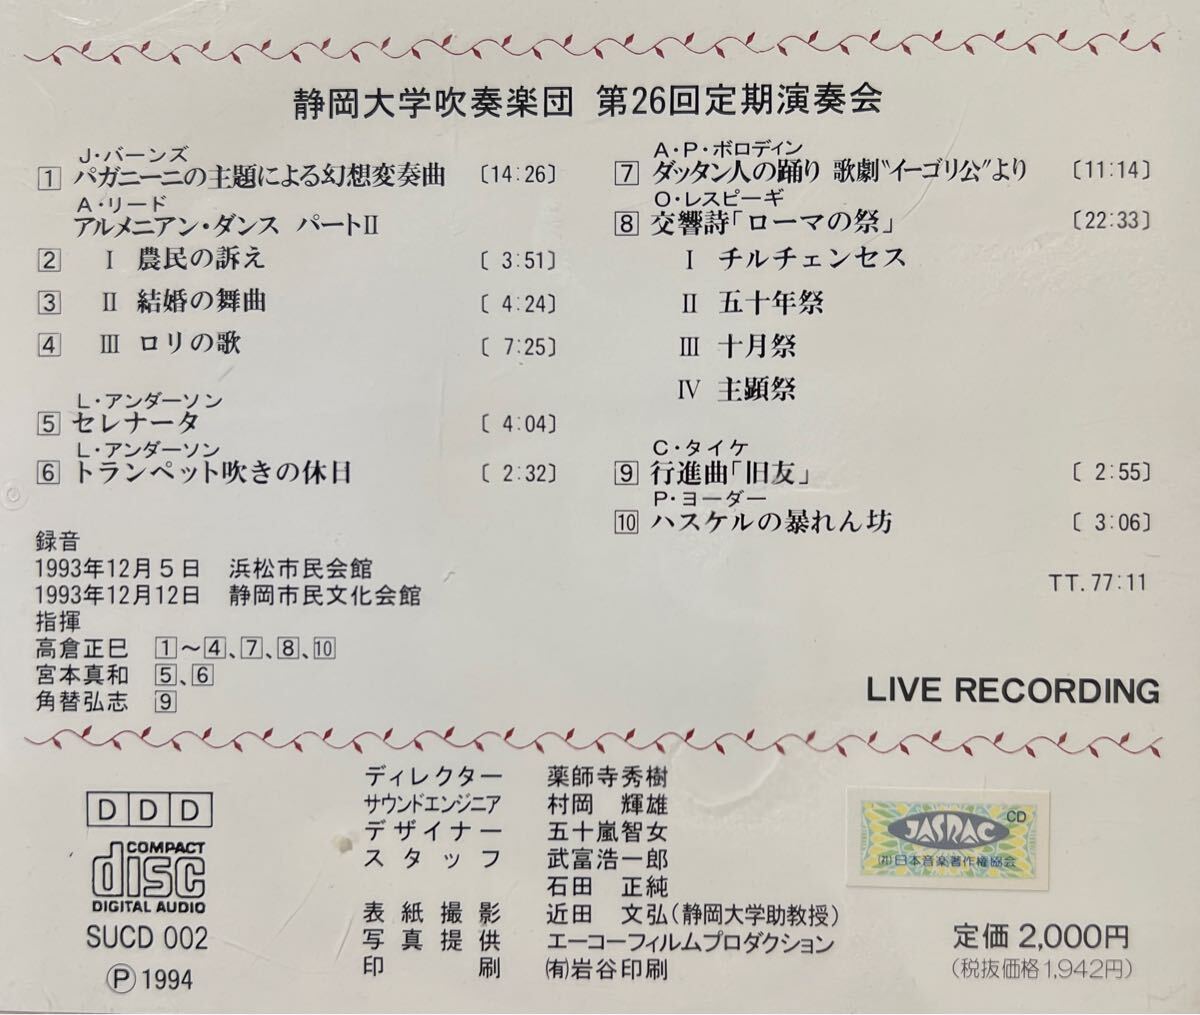 静岡大学吹奏楽団 第26回定期演奏会
J・バーンズ
1 パガニーニの主題による幻想変奏曲 〔14:26〕
A・リード
アルメニアン・ダンス パートⅡ
2 Ⅰ 農民の訴え 〔 3:51〕
3 Ⅱ 結婚の舞曲 〔 4:24〕
4 Ⅲ ロリの歌 〔 7:25〕
L・アンダーソン
5 セレナータ 〔 4:04〕
L・アンダーソン
6 トランペット吹きの休日 〔 2:32〕
A・P・ボロディン
7 ダッタン人の踊り 歌劇"イーゴリ公"より 〔11:14〕
O・レスピーギ
8 交響詩「ローマの祭」 〔22:33〕
Ⅰ チルチェンセス
Ⅱ 五十年祭
Ⅲ 十月祭
Ⅳ 主顕祭
C・タイケ
9 行進曲「旧友」 〔 2:55〕
P・ヨーダー
10 ハスケルの暴れん坊 〔 3:06〕
TT. 77:11
録音
1993年12月5日 浜松市民会館
1993年12月12日 静岡市民文化会館
指揮
高倉正巳 1〜4、7、8、10
宮本真和 5、6
角替弘志 9
LIVE RECORDING
DDD
COMPACT
disc
DIGITAL AUDIO
SUCD 002
Ⓟ 1994
ディレクター 薬師寺秀樹
サウンドエンジニア 村岡 輝雄
デザイナー 五十嵐智女
スタッフ 武富浩一郎
石田 正純
表紙撮影 近田 文弘(静岡大学助教授)
写真提供 エーコーフィルムプロダクション
印刷 ㈲岩谷印刷
JASRAC CD
㈳日本音楽著作権協会
定価 2,000円
(税抜価格1,942円)